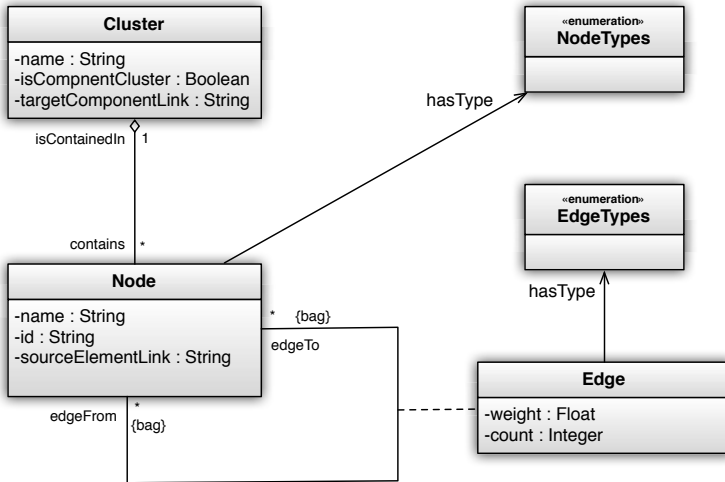 Cluster
-name : String
-isCompnentCluster : Boolean
-targetComponentLink : String
«enumeration»
NodeTypes
hasType
isContainedIn
1
«enumeration»
EdgeTypes
contains
*
hasType
Node
-name : String
-id : String
-sourceElementLink : String
* {bag}
edgeTo
Edge
-weight : Float
-count : Integer
edgeFrom
*
{bag}